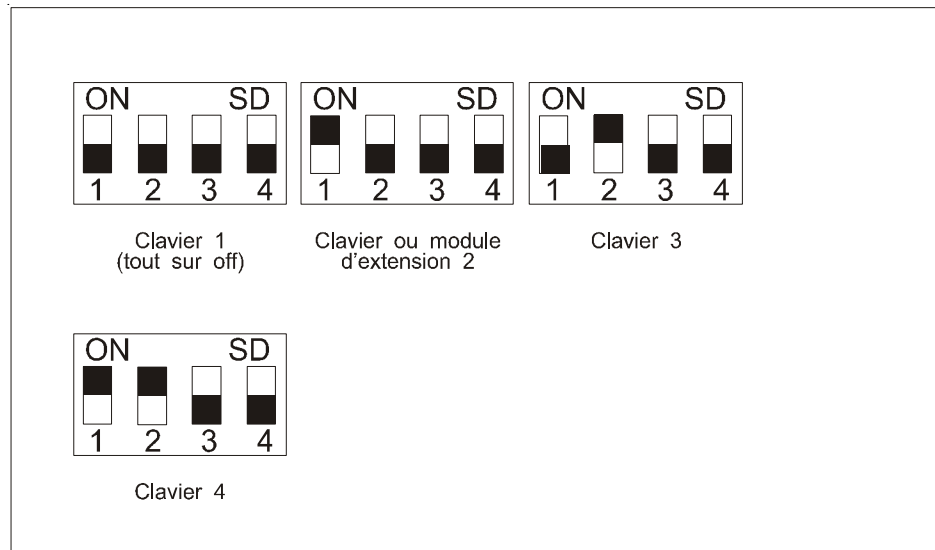 ON SD
1 2 3 4
Clavier 1
(tout sur off)
ON SD
1 2 3 4
Clavier ou module
d'extension 2
ON SD
1 2 3 4
Clavier 3
ON SD
1 2 3 4
Clavier 4